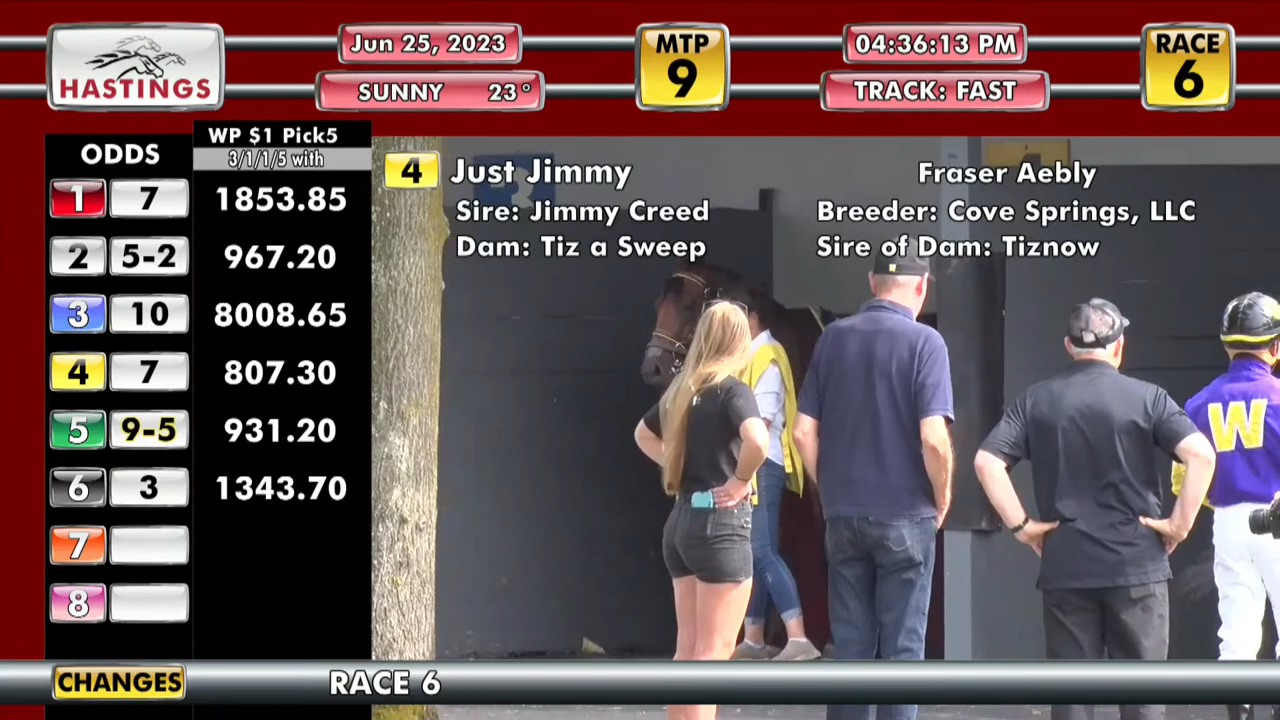 HASTINGS
Jun 25, 2023
SUNNY 23°
MTP
9
04:36:13 PM
TRACK: FAST
RACE
6
ODDS
WP $1 Pick5
3/1/1/5 with
1 7 1853.85
2 5-2 967.20
3 10 8008.65
4 7 807.30
5 9-5 931.20
6 3 1343.70
7
8
4 Just Jimmy
Fraser Aebly
Sire: Jimmy Creed
Breeder: Cove Springs, LLC
Dam: Tiz a Sweep
Sire of Dam: Tiznow
W
W
CHANGES
RACE 6